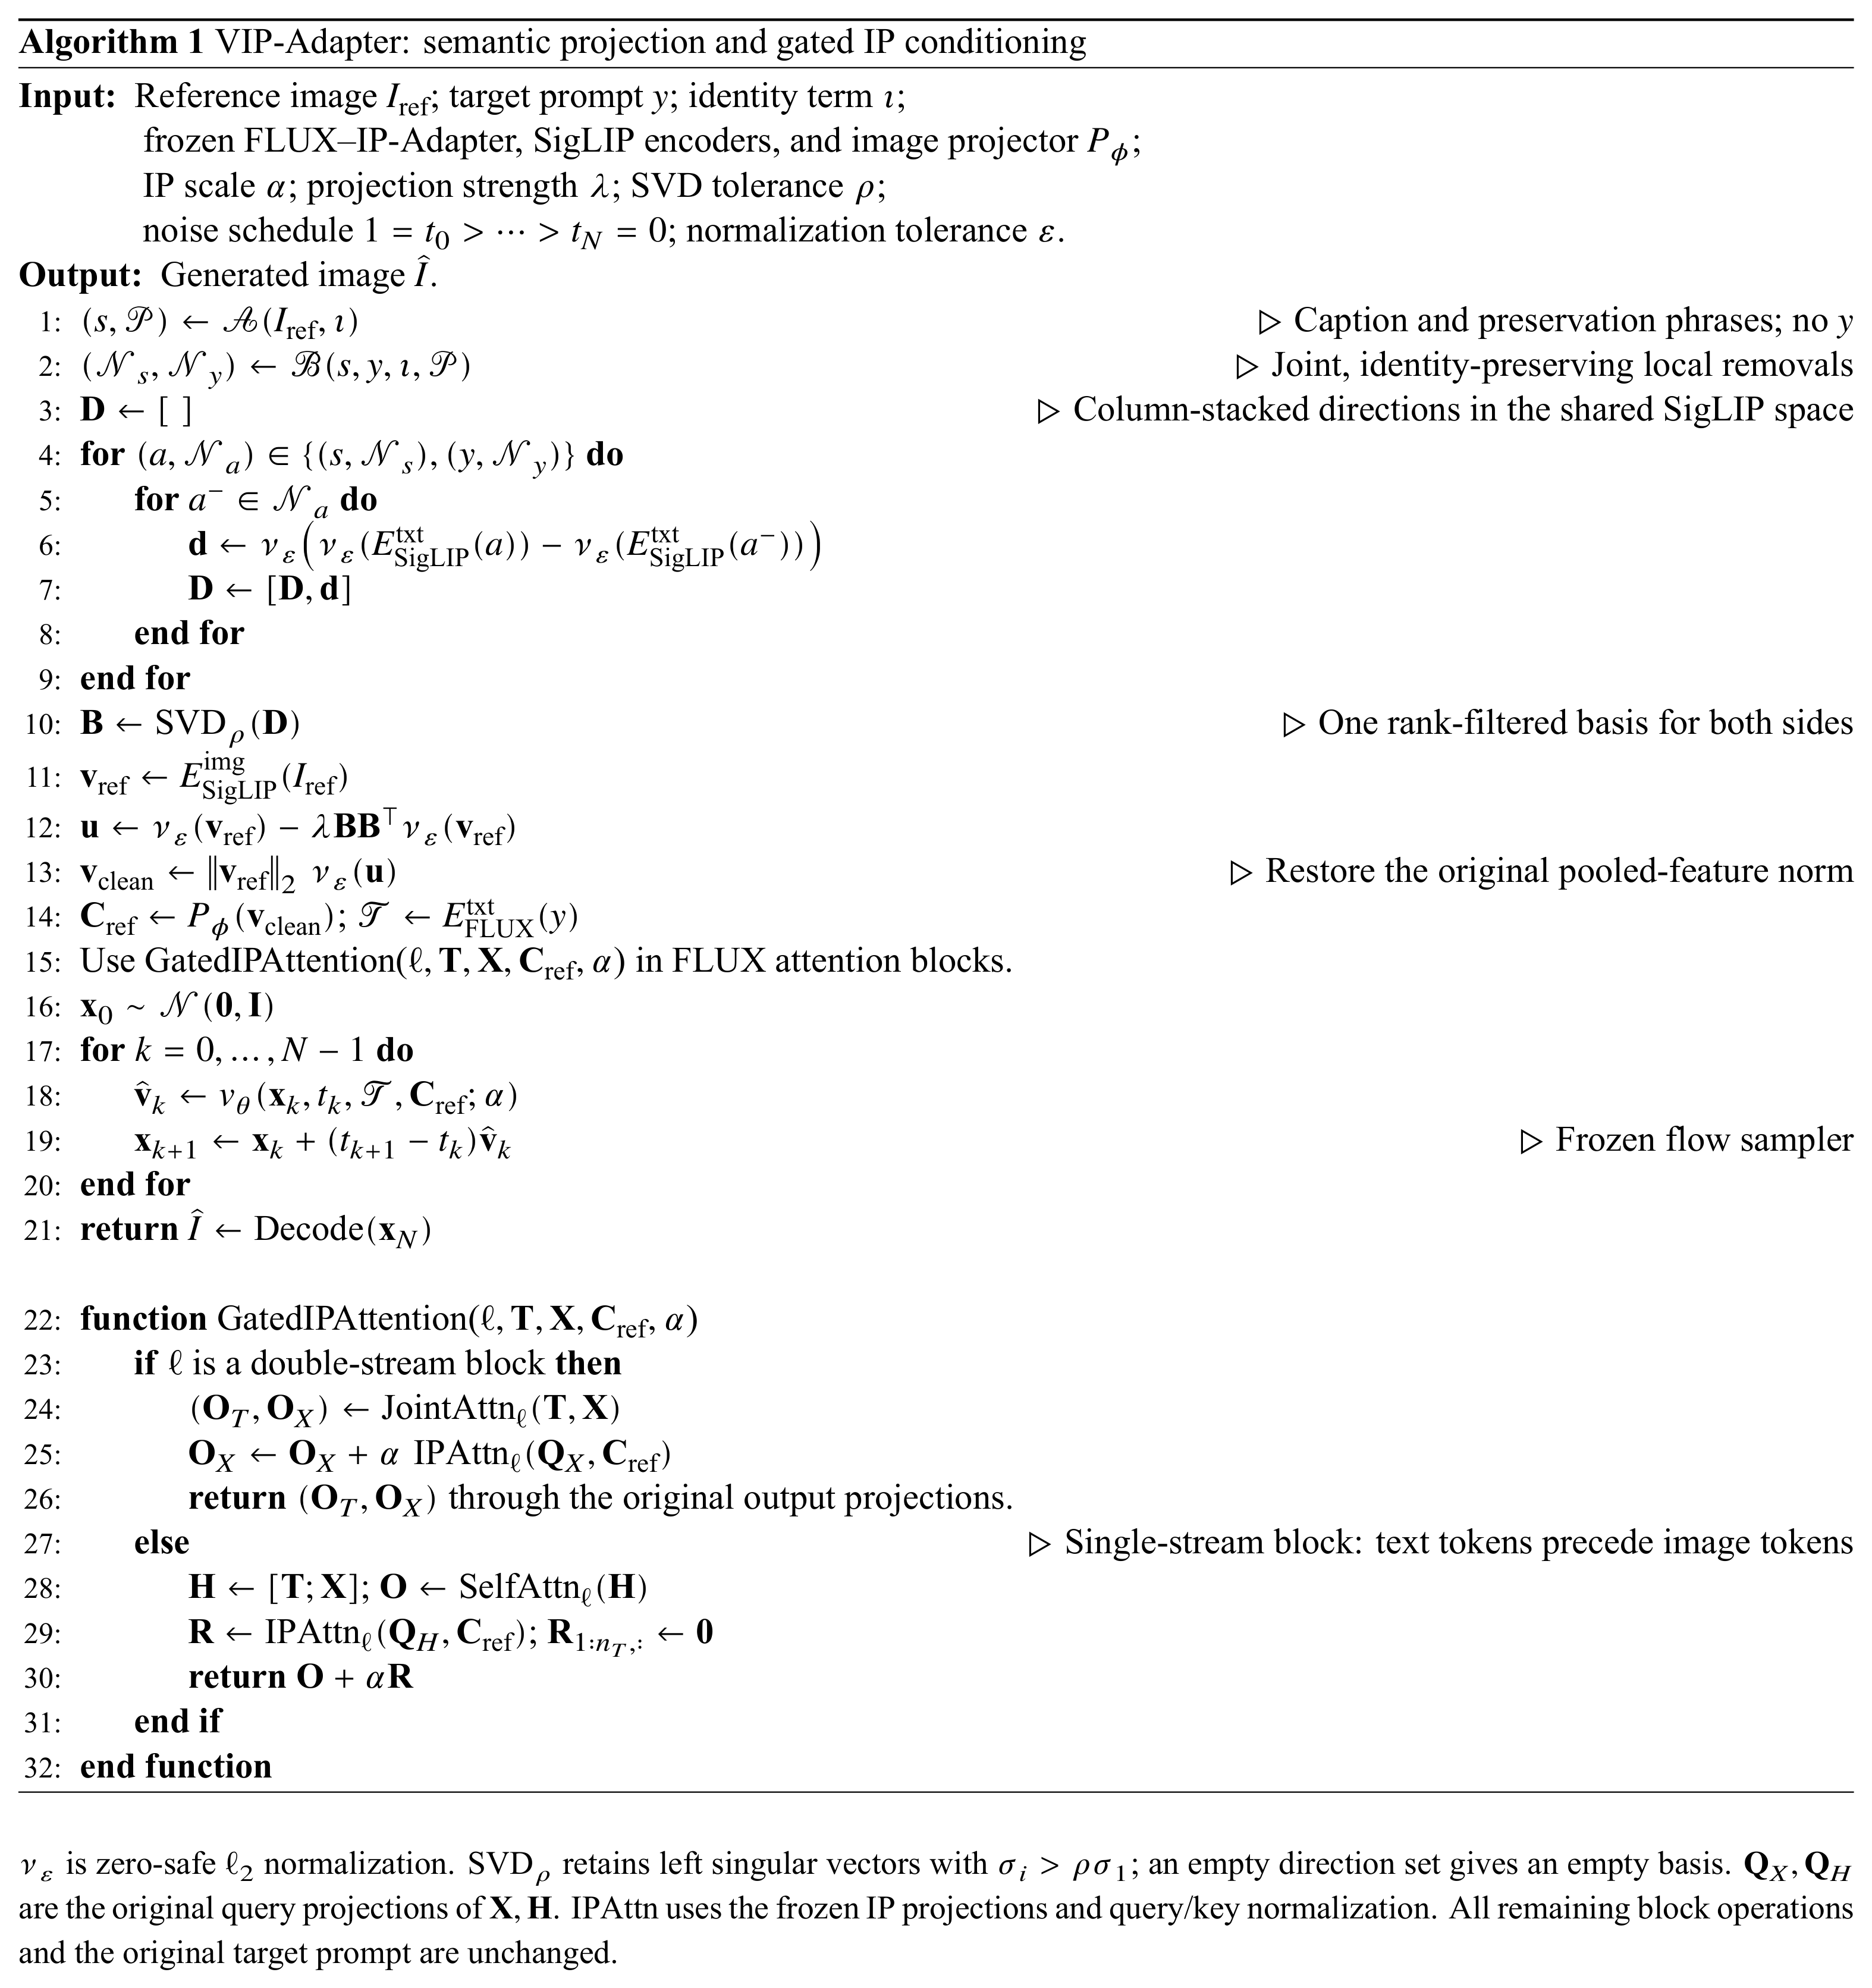 Algorithm 1 VIP-Adapter: semantic projection and gated IP conditioning
Input: Reference image I_ref; target prompt y; identity term ι;
frozen FLUX–IP-Adapter, SigLIP encoders, and image projector P_ϕ;
IP scale α; projection strength λ; SVD tolerance ρ;
noise schedule 1 = t_0 > ⋯ > t_N = 0; normalization tolerance ε.
Output: Generated image Î.
1: (s, 𝒫) ← 𝒜(I_ref, ι) ▷ Caption and preservation phrases; no y
2: (𝒩_s, 𝒩_y) ← ℬ(s, y, ι, 𝒫) ▷ Joint, identity-preserving local removals
3: D ← [ ] ▷ Column-stacked directions in the shared SigLIP space
4: for (a, 𝒩_a) ∈ {(s, 𝒩_s), (y, 𝒩_y)} do
5: for a⁻ ∈ 𝒩_a do
6: d ← ν_ε(ν_ε(E^txt_SigLIP(a)) − ν_ε(E^txt_SigLIP(a⁻)))
7: D ← [D, d]
8: end for
9: end for
10: B ← SVD_ρ(D) ▷ One rank-filtered basis for both sides
11: v_ref ← E^img_SigLIP(I_ref)
12: u ← ν_ε(v_ref) − λBB^⊤ν_ε(v_ref)
13: v_clean ← ‖v_ref‖_2 ν_ε(u) ▷ Restore the original pooled-feature norm
14: C_ref ← P_ϕ(v_clean); 𝒯 ← E^txt_FLUX(y)
15: Use GatedIPAttention(ℓ, T, X, C_ref, α) in FLUX attention blocks.
16: x_0 ~ 𝒩(0, I)
17: for k = 0, … , N − 1 do
18: v̂_k ← v_θ(x_k, t_k, 𝒯, C_ref; α)
19: x_{k+1} ← x_k + (t_{k+1} − t_k)v̂_k ▷ Frozen flow sampler
20: end for
21: return Î ← Decode(x_N)
22: function GatedIPAttention(ℓ, T, X, C_ref, α)
23: if ℓ is a double-stream block then
24: (O_T, O_X) ← JointAttn_ℓ(T, X)
25: O_X ← O_X + α IPAttn_ℓ(Q_X, C_ref)
26: return (O_T, O_X) through the original output projections.
27: else ▷ Single-stream block: text tokens precede image tokens
28: H ← [T; X]; O ← SelfAttn_ℓ(H)
29: R ← IPAttn_ℓ(Q_H, C_ref); R_{1:n_T,:} ← 0
30: return O + αR
31: end if
32: end function
ν_ε is zero-safe ℓ_2 normalization. SVD_ρ retains left singular vectors with σ_i > ρσ_1; an empty direction set gives an empty basis. Q_X, Q_H
are the original query projections of X, H. IPAttn uses the frozen IP projections and query/key normalization. All remaining block operations
and the original target prompt are unchanged.